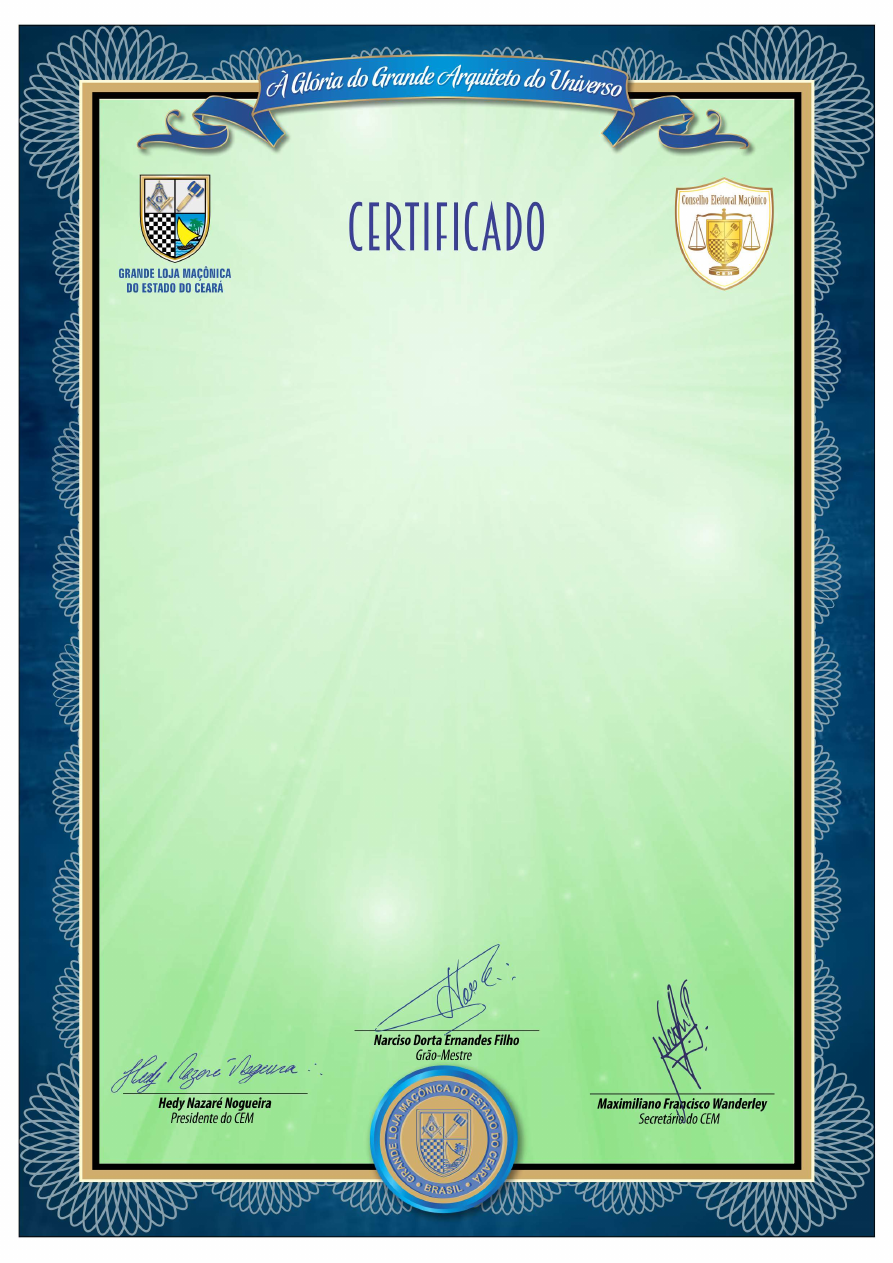 À Glória do Grande Arquiteto do Universo
CERTIFICADO
Conselho Eleitoral Maçônico
G
CEM
GRANDE LOJA MAÇÔNICA
DO ESTADO DO CEARÁ
Narciso Dorta Ernandes Filho
Grão-Mestre
Hedy Nazaré Nogueira
Hedy Nazaré Nogueira
Presidente do CEM
Maximiliano Francisco Wanderley
Secretário do CEM
GRANDE LOJA MAÇÔNICA DO ESTADO DO CEARÁ
• BRASIL •